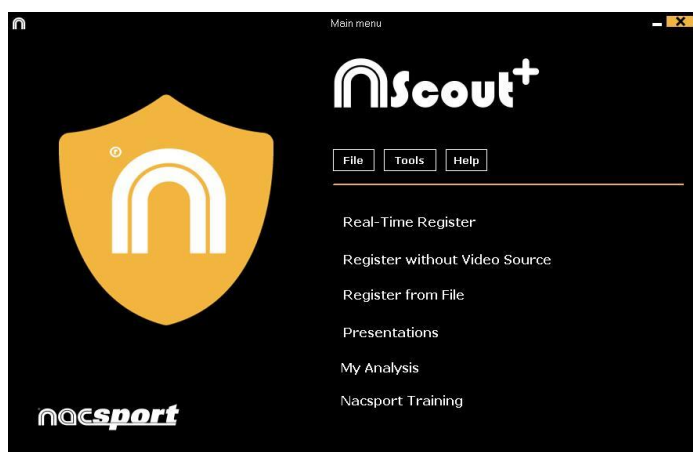 Main menu
nScout+
File Tools Help
Real-Time Register
Register without Video Source
Register from File
Presentations
My Analysis
Nacsport Training
nacsport